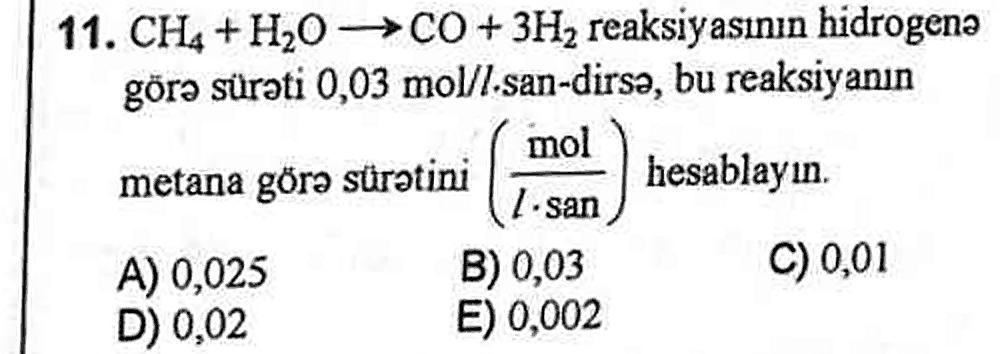 11. CH₄ + H₂O ⟶ CO + 3H₂ reaksiyasının hidrogenə
görə sürəti 0,03 mol//l·san-dirsə, bu reaksiyanın
metana görə sürətini (mol / l · san) hesablayın.
A) 0,025 B) 0,03 C) 0,01
D) 0,02 E) 0,002